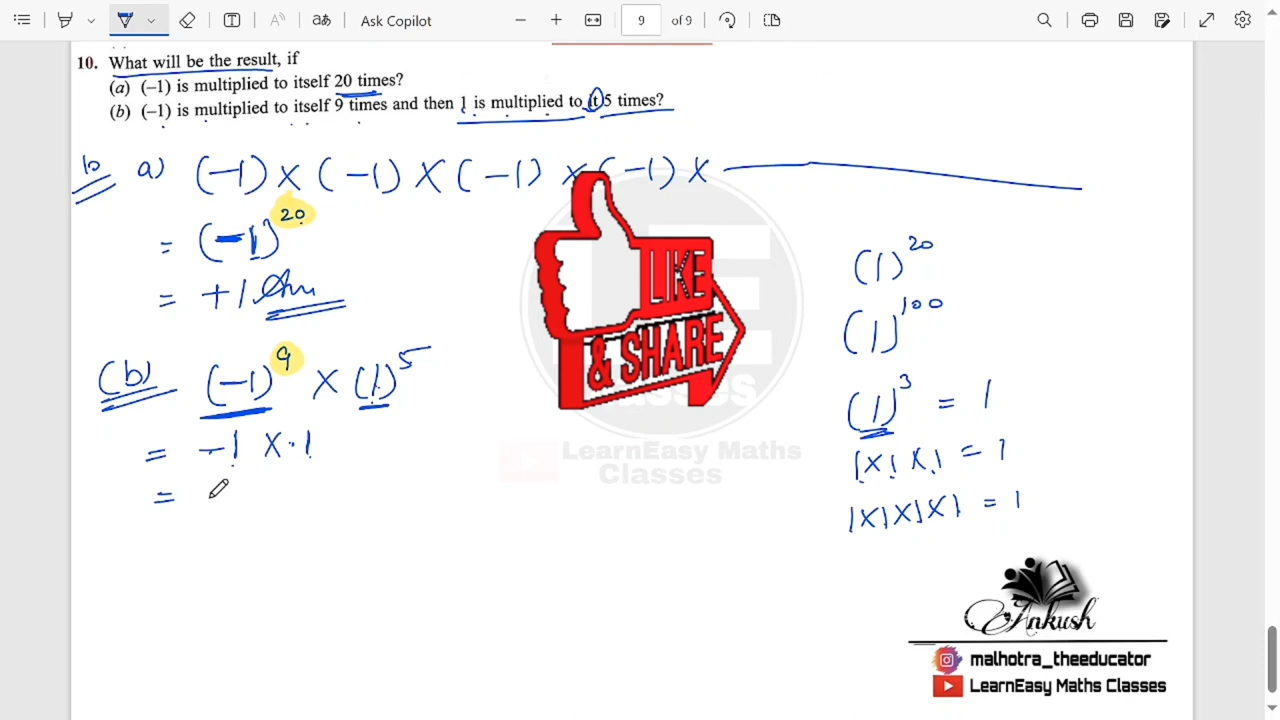 Ask Copilot
9 of 9
10. What will be the result, if
(a) (−1) is multiplied to itself 20 times?
(b) (−1) is multiplied to itself 9 times and then 1 is multiplied to it 5 times?
10 a) (−1) × (−1) × (−1) × (−1) ×
= (−1)^20
= +1 Ans
(b) (−1)^9 × (1)^5
= −1 × 1
=
(1)^20
(1)^100
(1)^3 = 1
1×1×1 = 1
1×1×1×1 = 1
LIKE
& SHARE
LearnEasy Maths
Classes
Ankush
malhotra_theeducator
LearnEasy Maths Classes